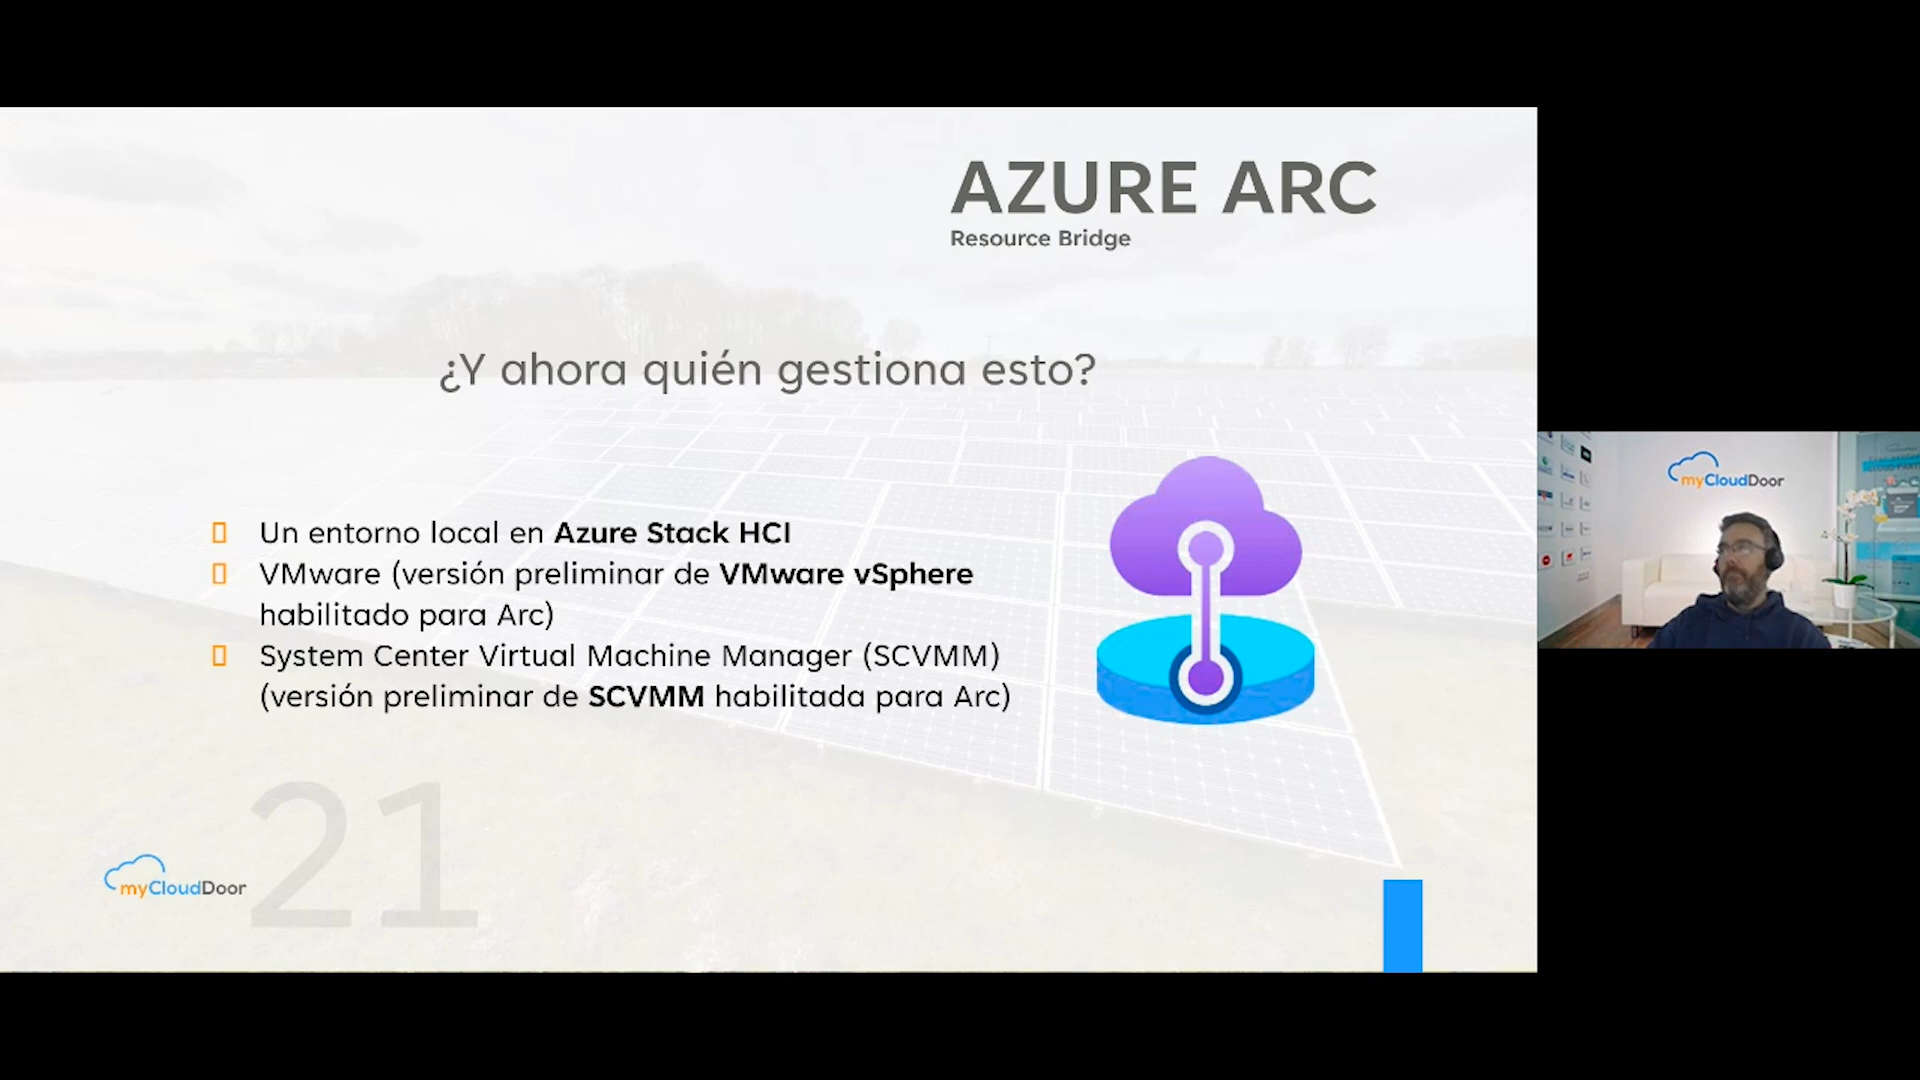 AZURE ARC
Resource Bridge
¿Y ahora quién gestiona esto?
Un entorno local en Azure Stack HCI
VMware (versión preliminar de VMware vSphere
habilitado para Arc)
System Center Virtual Machine Manager (SCVMM)
(versión preliminar de SCVMM habilitada para Arc)
21
myCloudDoor
myCloudDoor